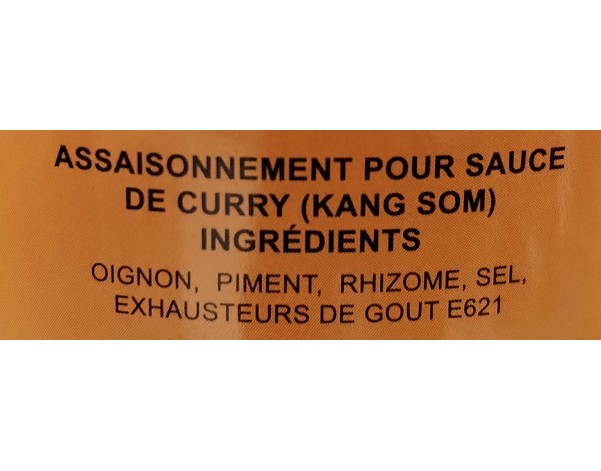 ASSAISONNEMENT POUR SAUCE
DE CURRY (KANG SOM)
INGRÉDIENTS
OIGNON, PIMENT, RHIZOME, SEL,
EXHAUSTEURS DE GOUT E621